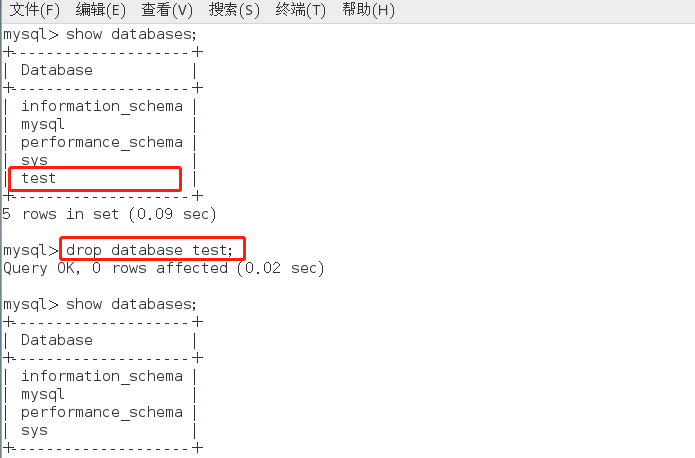 文件(F) 编辑(E) 查看(V) 搜索(S) 终端(T) 帮助(H)
mysql> show databases;
+--------------------+
| Database           |
+--------------------+
| information_schema |
| mysql              |
| performance_schema |
| sys                |
| test               |
+--------------------+
5 rows in set (0.09 sec)
mysql> drop database test;
Query OK, 0 rows affected (0.02 sec)
mysql> show databases;
+--------------------+
| Database           |
+--------------------+
| information_schema |
| mysql              |
| performance_schema |
| sys                |
+--------------------+